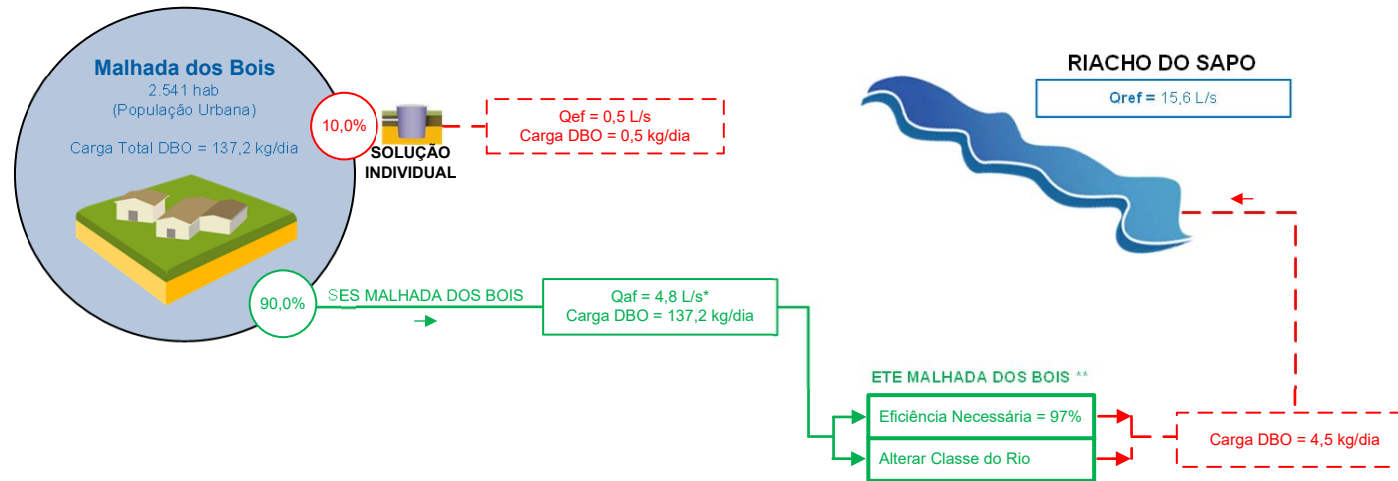 Malhada dos Bois
2.541 hab
(População Urbana)
Carga Total DBO = 137,2 kg/dia
10,0%
SOLUÇÃO
INDIVIDUAL
Qef = 0,5 L/s
Carga DBO = 0,5 kg/dia
RIACHO DO SAPO
Qref = 15,6 L/s
90,0%
SES MALHADA DOS BOIS
Qaf = 4,8 L/s*
Carga DBO = 137,2 kg/dia
ETE MALHADA DOS BOIS **
Eficiência Necessária = 97%
Alterar Classe do Rio
Carga DBO = 4,5 kg/dia